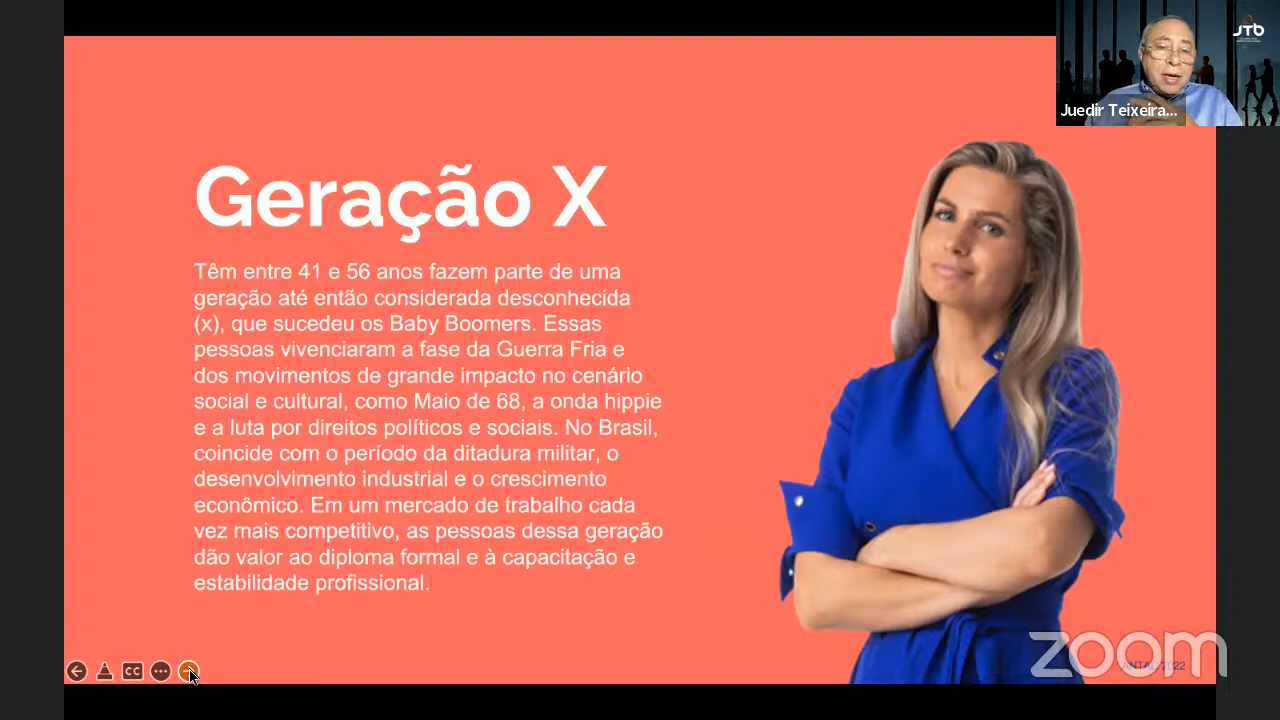 JTb
Juedir Teixeira...
Geração X
Têm entre 41 e 56 anos fazem parte de uma
geração até então considerada desconhecida
(x), que sucedeu os Baby Boomers. Essas
pessoas vivenciaram a fase da Guerra Fria e
dos movimentos de grande impacto no cenário
social e cultural, como Maio de 68, a onda hippie
e a luta por direitos políticos e sociais. No Brasil,
coincide com o período da ditadura militar, o
desenvolvimento industrial e o crescimento
econômico. Em um mercado de trabalho cada
vez mais competitivo, as pessoas dessa geração
dão valor ao diploma formal e à capacitação e
estabilidade profissional.
CC
zoom
2022